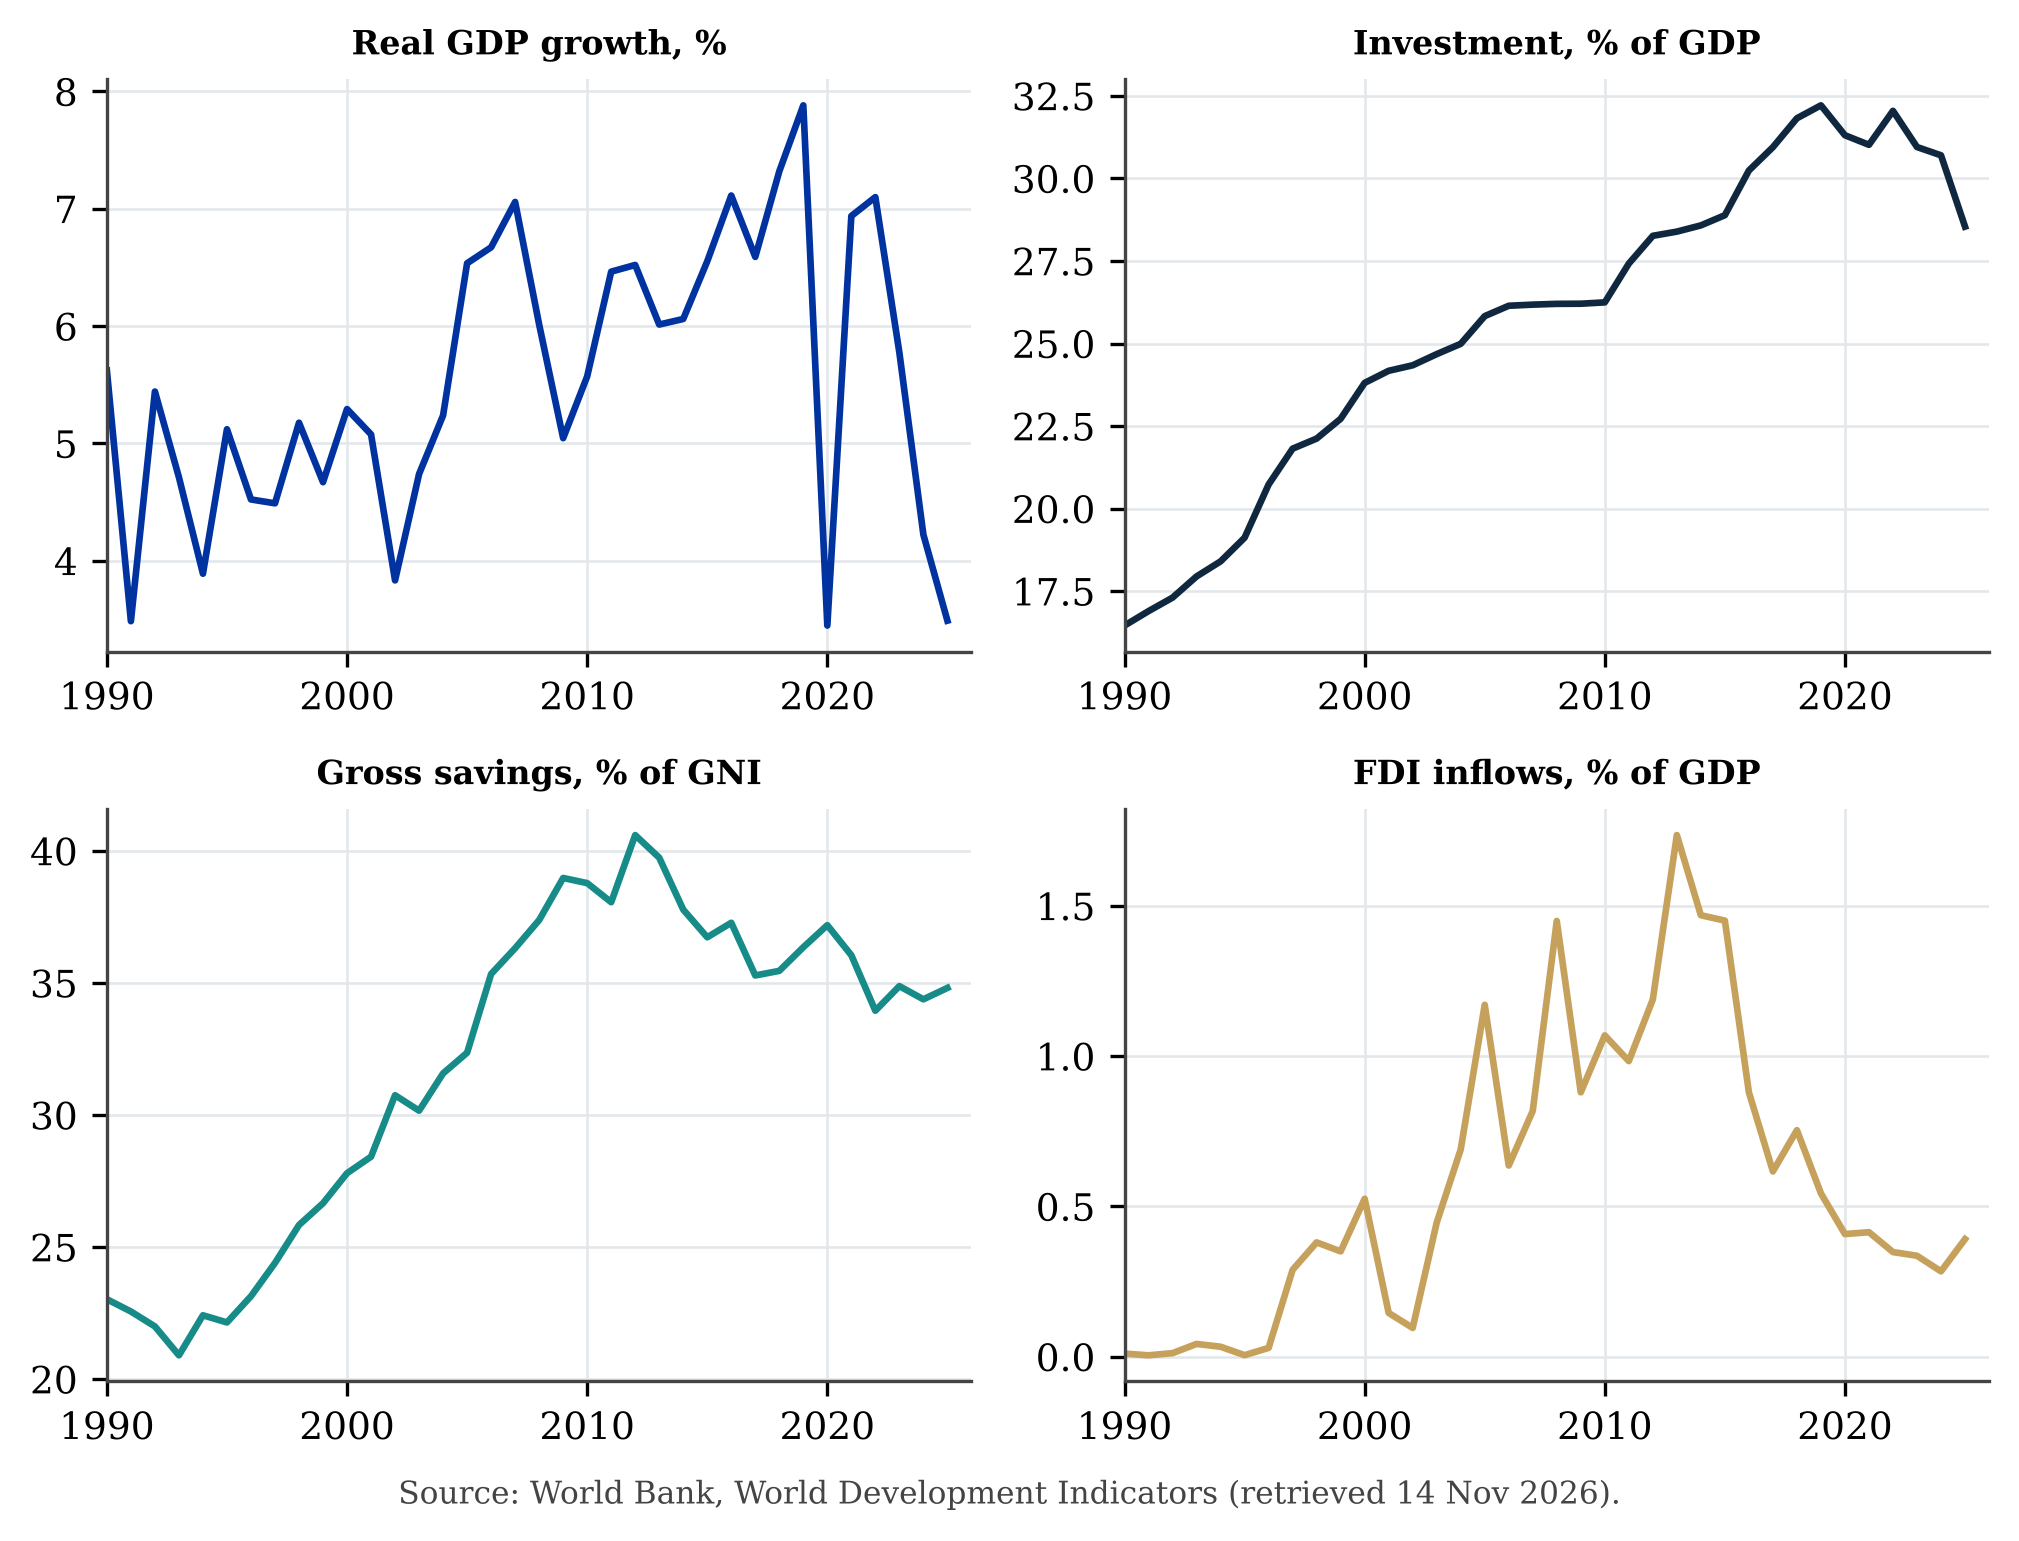 Real GDP growth, %
8
7
6
5
4
1990 2000 2010 2020
Investment, % of GDP
32.5
30.0
27.5
25.0
22.5
20.0
17.5
1990 2000 2010 2020
Gross savings, % of GNI
40
35
30
25
20
1990 2000 2010 2020
FDI inflows, % of GDP
1.5
1.0
0.5
0.0
1990 2000 2010 2020
Source: World Bank, World Development Indicators (retrieved 14 Nov 2026).